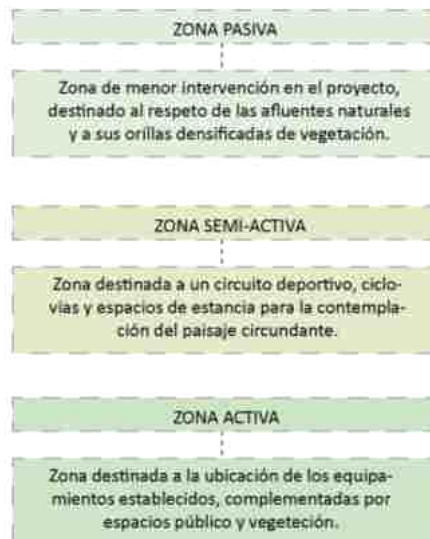 ZONA PASIVA
Zona de menor intervención en el proyecto,
destinado al respeto de las afluentes naturales
y a sus orillas densificadas de vegetación.
ZONA SEMI-ACTIVA
Zona destinada a un circuito deportivo, ciclo-
vias y espacios de estancia para la contempla-
ción del paisaje circundante.
ZONA ACTIVA
Zona destinada a la ubicación de los equipa-
mientos establecidos, complementadas por
espacios público y vegeteción.